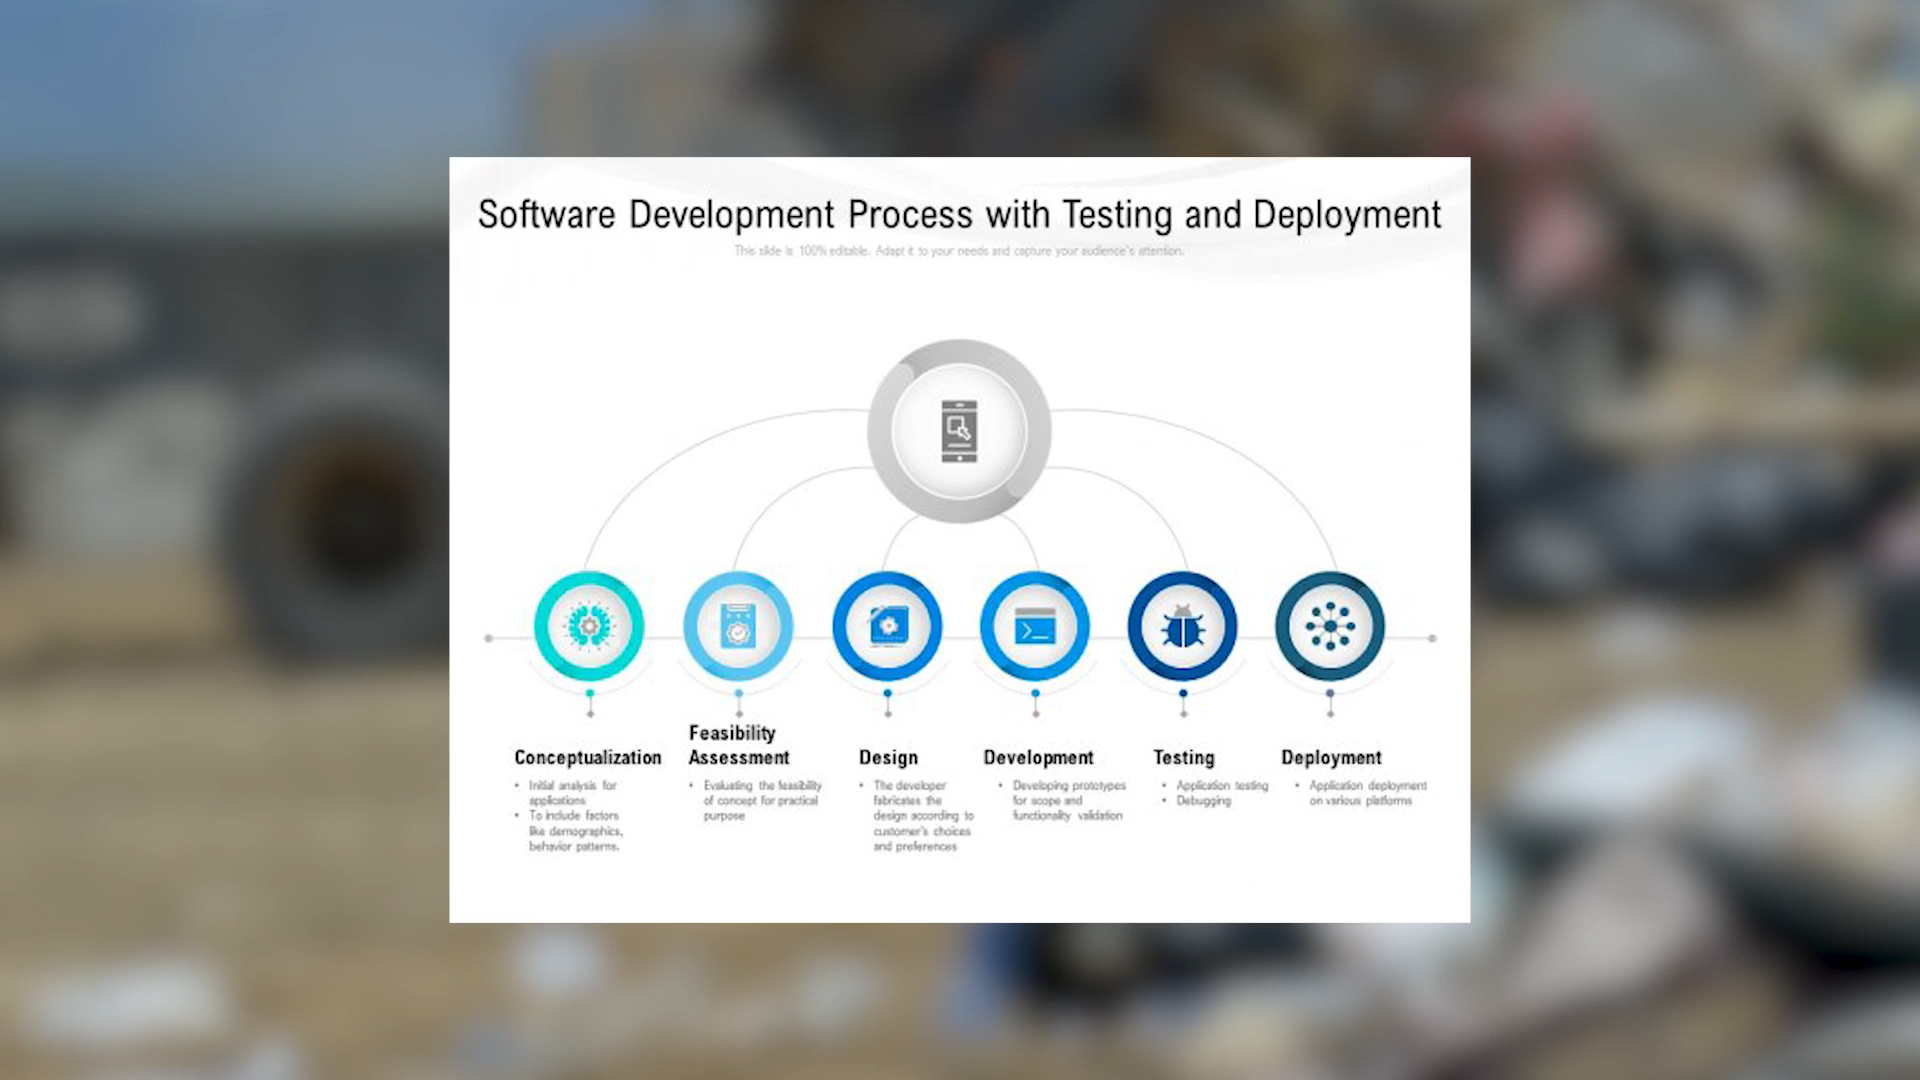 Software Development Process with Testing and Deployment
This slide is 100% editable. Adapt it to your needs and capture your audience's attention.
Conceptualization
• Initial analysis for
applications
• To include factors
like demographics,
behavior patterns.
Feasibility
Assessment
• Evaluating the feasibility
of concept for practical
purpose
Design
• The developer
fabricates the
design according to
customer's choices
and preferences
Development
• Developing prototypes
for scope and
functionality validation
Testing
• Application testing
• Debugging
Deployment
• Application deployment
on various platforms